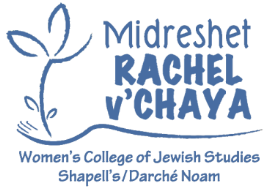 Midreshet
RACHEL
v'CHAYA
Women's College of Jewish Studies
Shapell's/Darché Noam